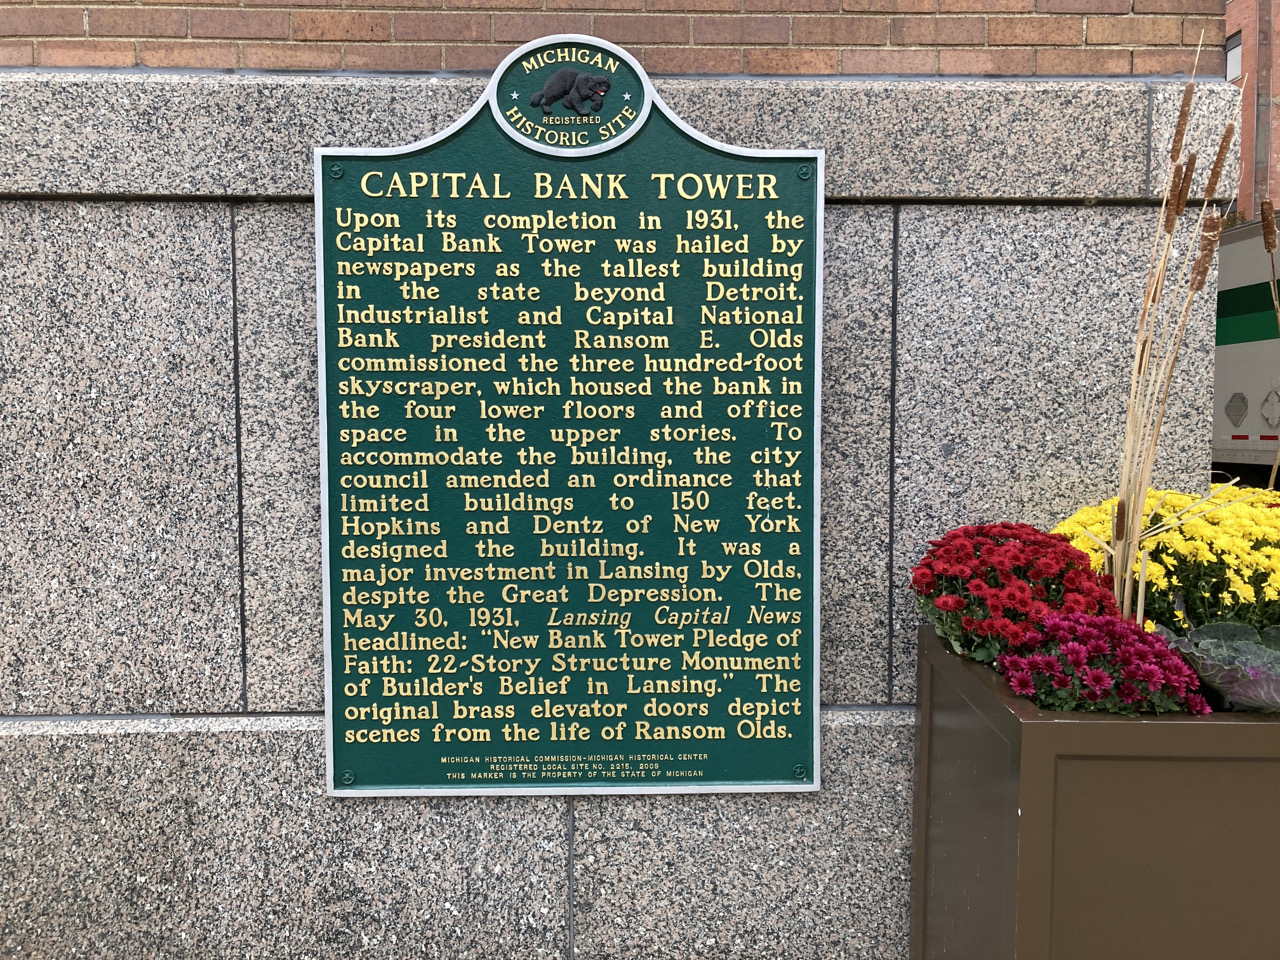 MICHIGAN
REGISTERED
HISTORIC SITE
CAPITAL BANK TOWER
Upon its completion in 1931, the
Capital Bank Tower was hailed by
newspapers as the tallest building
in the state beyond Detroit.
Industrialist and Capital National
Bank president Ransom E. Olds
commissioned the three hundred-foot
skyscraper, which housed the bank in
the four lower floors and office
space in the upper stories. To
accommodate the building, the city
council amended an ordinance that
limited buildings to 150 feet.
Hopkins and Dentz of New York
designed the building. It was a
major investment in Lansing by Olds,
despite the Great Depression. The
May 30, 1931, Lansing Capital News
headlined: “New Bank Tower Pledge of
Faith: 22-Story Structure Monument
of Builder's Belief in Lansing.” The
original brass elevator doors depict
scenes from the life of Ransom Olds.
MICHIGAN HISTORICAL COMMISSION-MICHIGAN HISTORICAL CENTER
REGISTERED LOCAL SITE NO. 2215, 2009
THIS MARKER IS THE PROPERTY OF THE STATE OF MICHIGAN